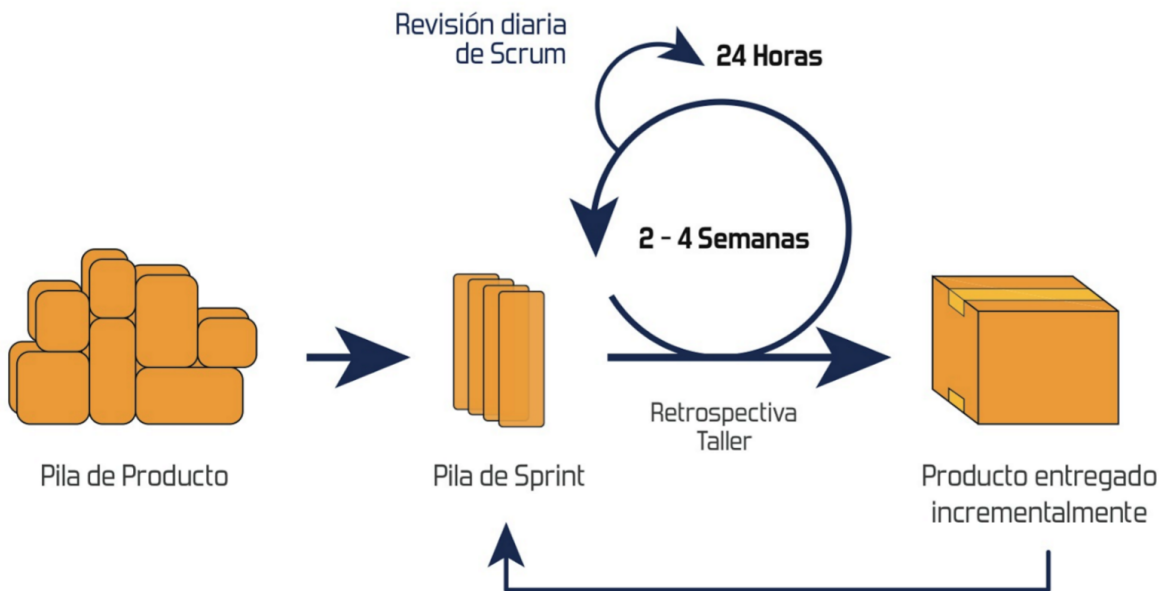 Revisión diaria
de Scrum
24 Horas
2 - 4 Semanas
Retrospectiva
Taller
Pila de Producto
Pila de Sprint
Producto entregado
incrementalmente